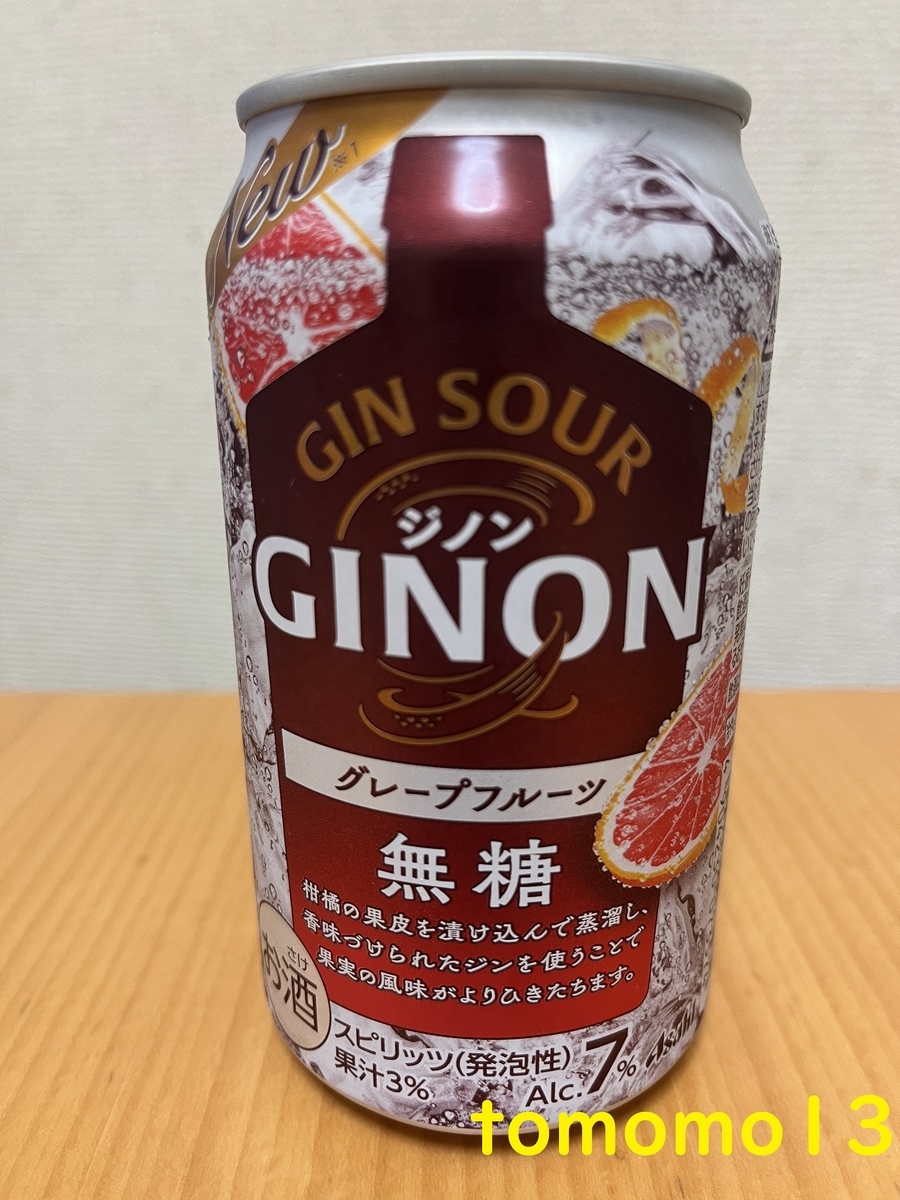 New※1
GIN SOUR
ジノン
GINON
グレープフルーツ
無糖
柑橘の果皮を漬け込んで蒸溜し、
香味づけられたジンを使うことで
果実の風味がよりひきたちます。
さけ
お酒
スピリッツ(発泡性)
果汁3%
Alc.7%
Asahi
tomomo13